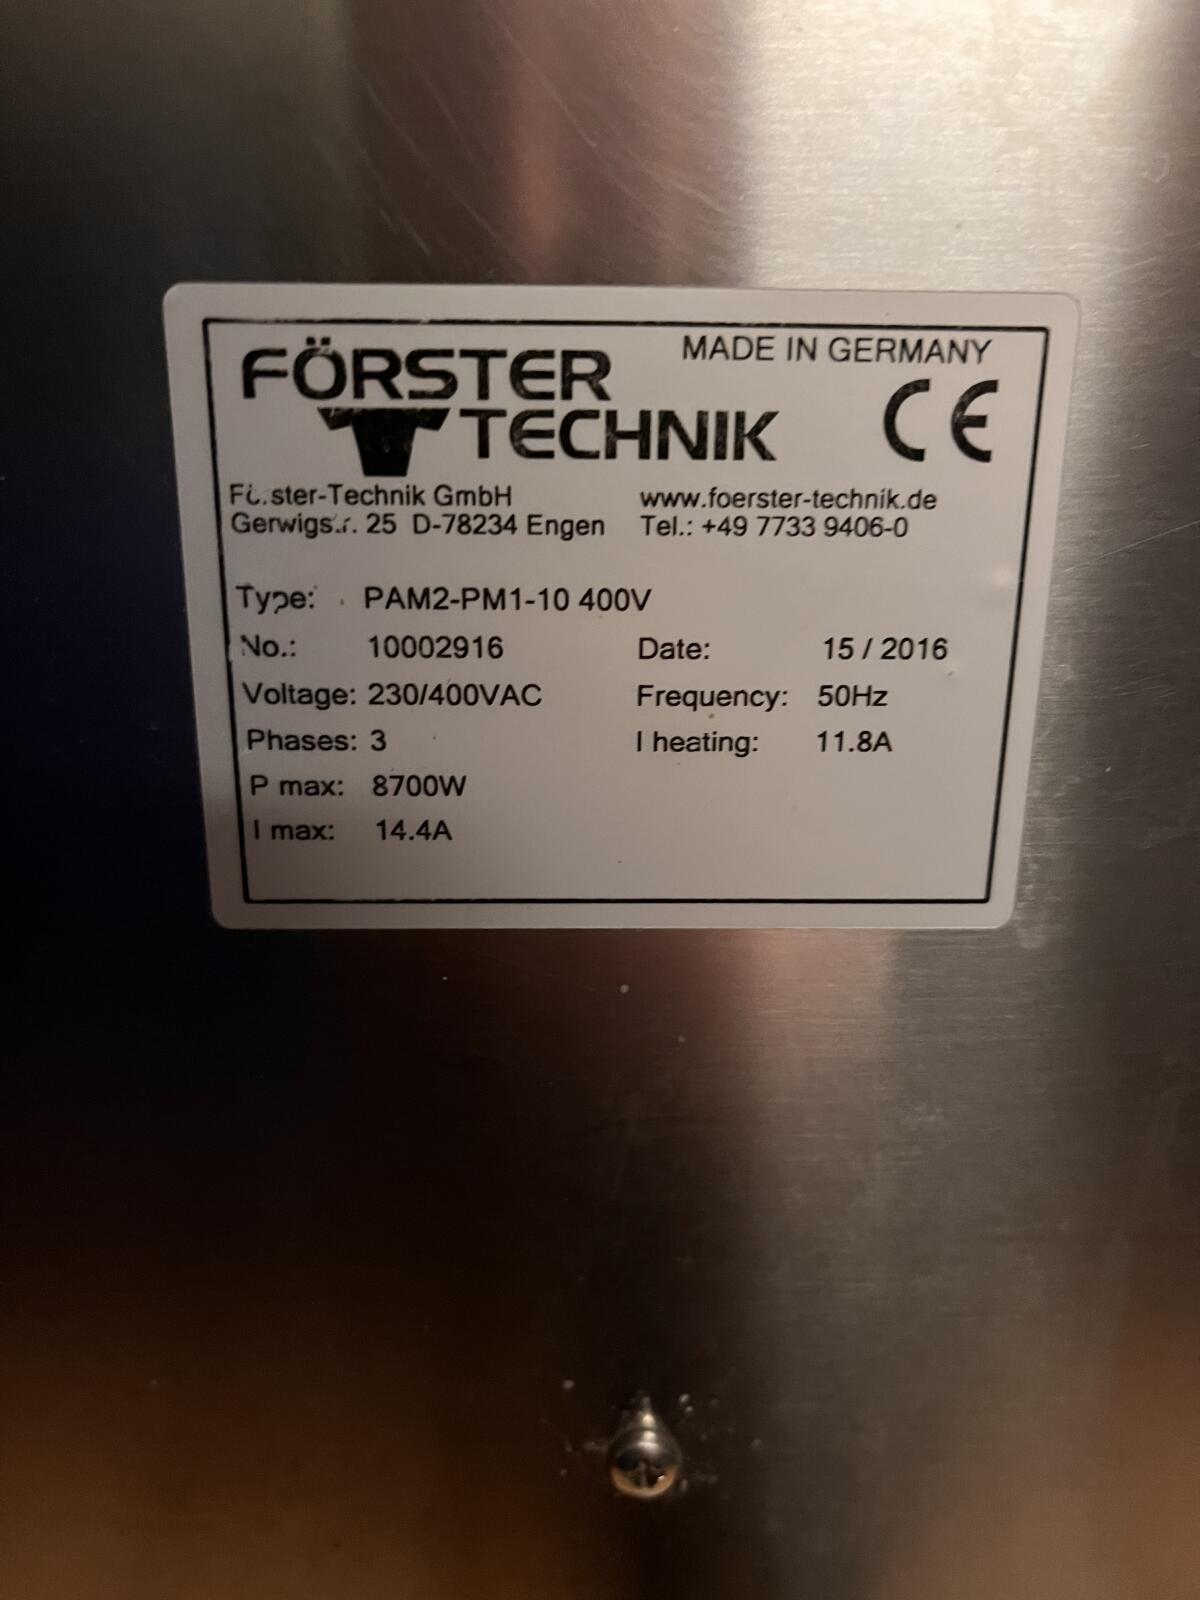 MADE IN GERMANY
FÖRSTER
TECHNIK
CE
Förster-Technik GmbH
www.foerster-technik.de
Gerwigstr. 25 D-78234 Engen
Tel.: +49 7733 9406-0
Type: PAM2-PM1-10 400V
No.: 10002916
Date: 15 / 2016
Voltage: 230/400VAC
Frequency: 50Hz
Phases: 3
I heating: 11.8A
P max: 8700W
I max: 14.4A